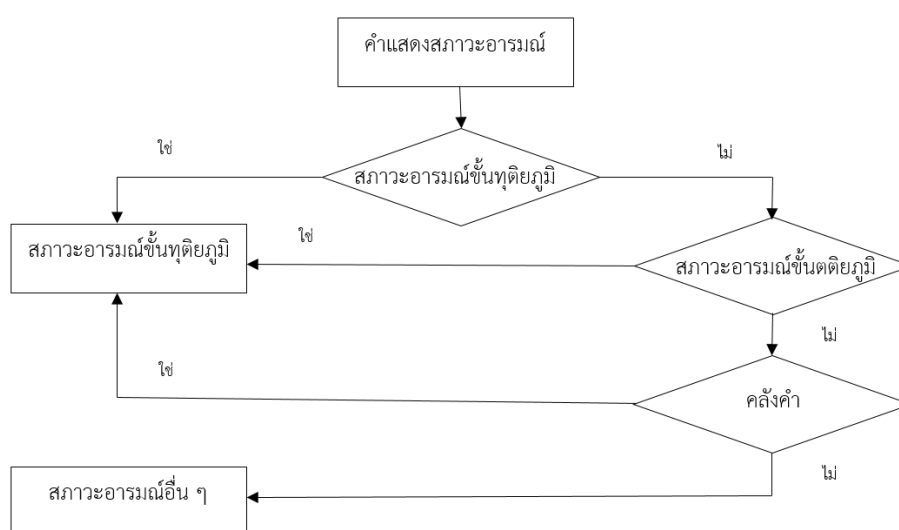 คำแสดงสภาวะอารมณ์
ใช่
ไม่
สภาวะอารมณ์ขั้นทุติยภูมิ
สภาวะอารมณ์ขั้นทุติยภูมิ
ใช่
สภาวะอารมณ์ขั้นตติยภูมิ
ไม่
ใช่
คลังคำ
ไม่
สภาวะอารมณ์อื่น ๆ